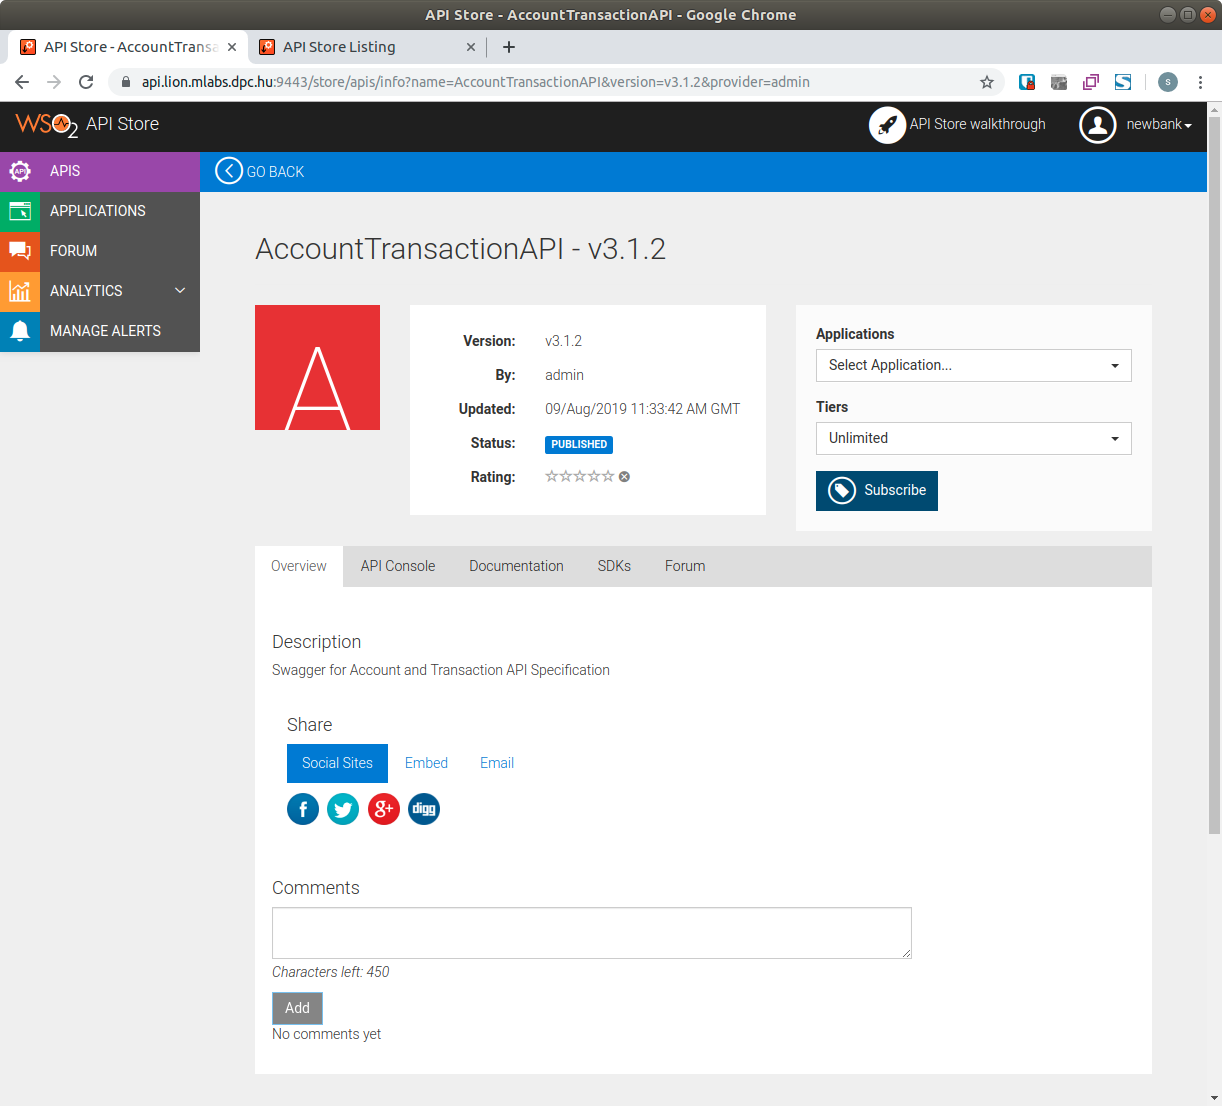 API Store - AccountTransactionAPI - Google Chrome
API Store - AccountTransa
API Store Listing
api.lion.mlabs.dpc.hu:9443/store/apis/info?name=AccountTransactionAPI&version=v3.1.2&provider=admin
S
WSO2 API Store
API Store walkthrough
newbank
API APIS
GO BACK
APPLICATIONS
FORUM
ANALYTICS
MANAGE ALERTS
AccountTransactionAPI - v3.1.2
A
Version: v3.1.2
By: admin
Updated: 09/Aug/2019 11:33:42 AM GMT
Status: PUBLISHED
Rating:
Applications
Select Application...
Tiers
Unlimited
Subscribe
Overview API Console Documentation SDKs Forum
Description
Swagger for Account and Transaction API Specification
Share
Social Sites Embed Email
f g+ digg
Comments
Characters left: 450
Add
No comments yet